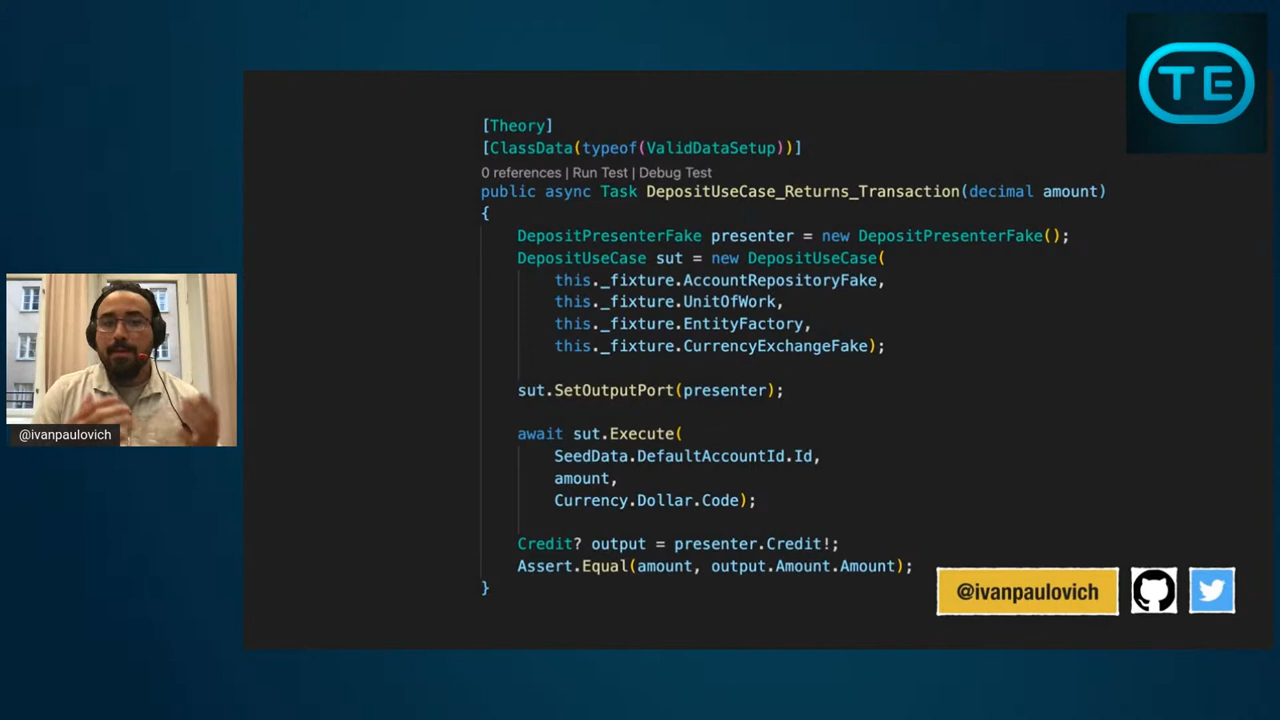 TE
[Theory]
[ClassData(typeof(ValidDataSetup))]
0 references | Run Test | Debug Test
public async Task DepositUseCase_Returns_Transaction(decimal amount)
{
DepositPresenterFake presenter = new DepositPresenterFake();
DepositUseCase sut = new DepositUseCase(
this._fixture.AccountRepositoryFake,
this._fixture.UnitOfWork,
this._fixture.EntityFactory,
this._fixture.CurrencyExchangeFake);
sut.SetOutputPort(presenter);
await sut.Execute(
SeedData.DefaultAccountId.Id,
amount,
Currency.Dollar.Code);
Credit? output = presenter.Credit!;
Assert.Equal(amount, output.Amount.Amount);
}
@ivanpaulovich
@ivanpaulovich